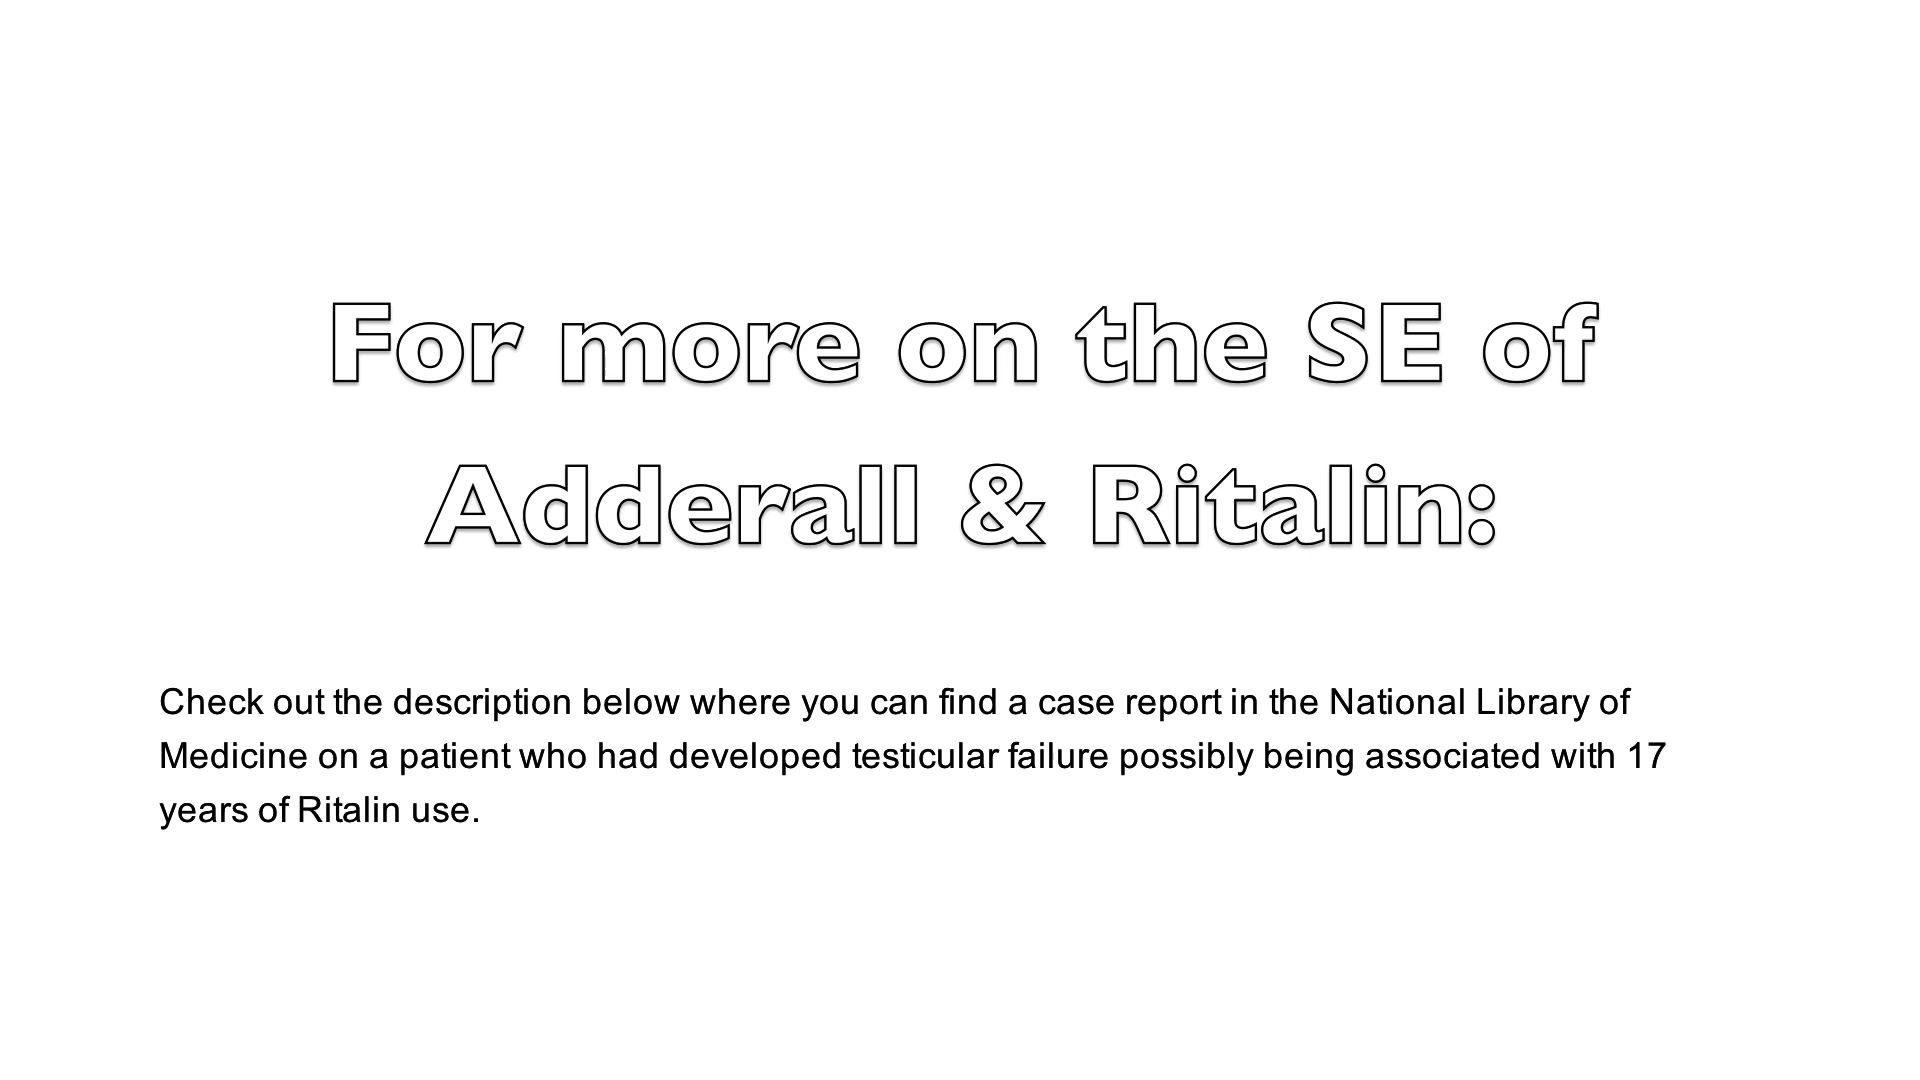 For more on the SE of
Adderall & Ritalin:
Check out the description below where you can find a case report in the National Library of
Medicine on a patient who had developed testicular failure possibly being associated with 17
years of Ritalin use.